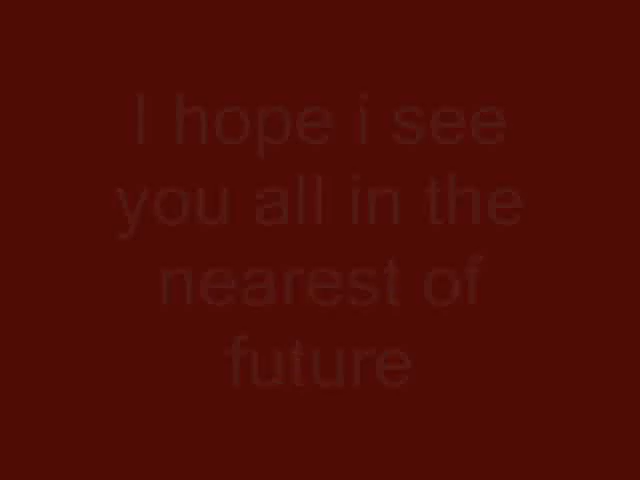 I hope i see
you all in the
nearest of
future